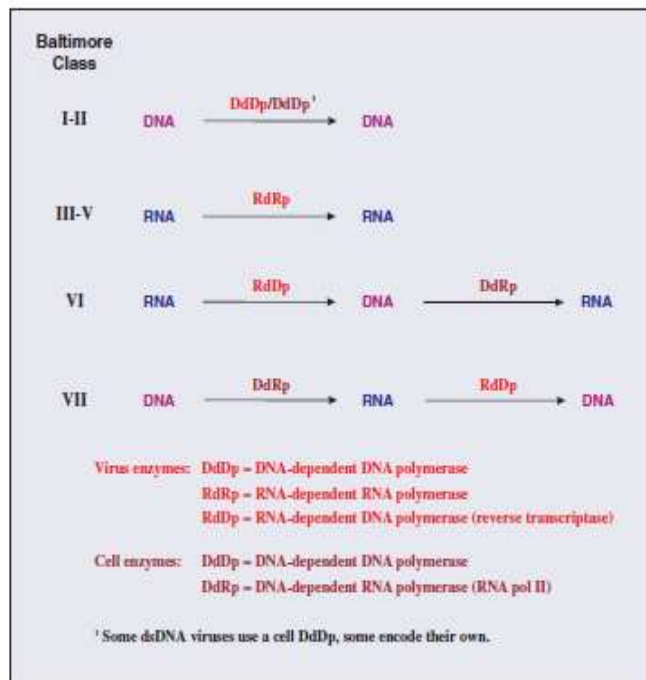 Baltimore
Class
DdDp/DdDp¹
I-II DNA DNA
RdRp
III-V RNA RNA
RdDp DdRp
VI RNA DNA RNA
DdRp RdDp
VII DNA RNA DNA
Virus enzymes: DdDp = DNA-dependent DNA polymerase
RdRp = RNA-dependent RNA polymerase
RdDp = RNA-dependent DNA polymerase (reverse transcriptase)
Cell enzymes: DdDp = DNA-dependent DNA polymerase
DdRp = DNA-dependent RNA polymerase (RNA pol II)
¹ Some dsDNA viruses use a cell DdDp, some encode their own.